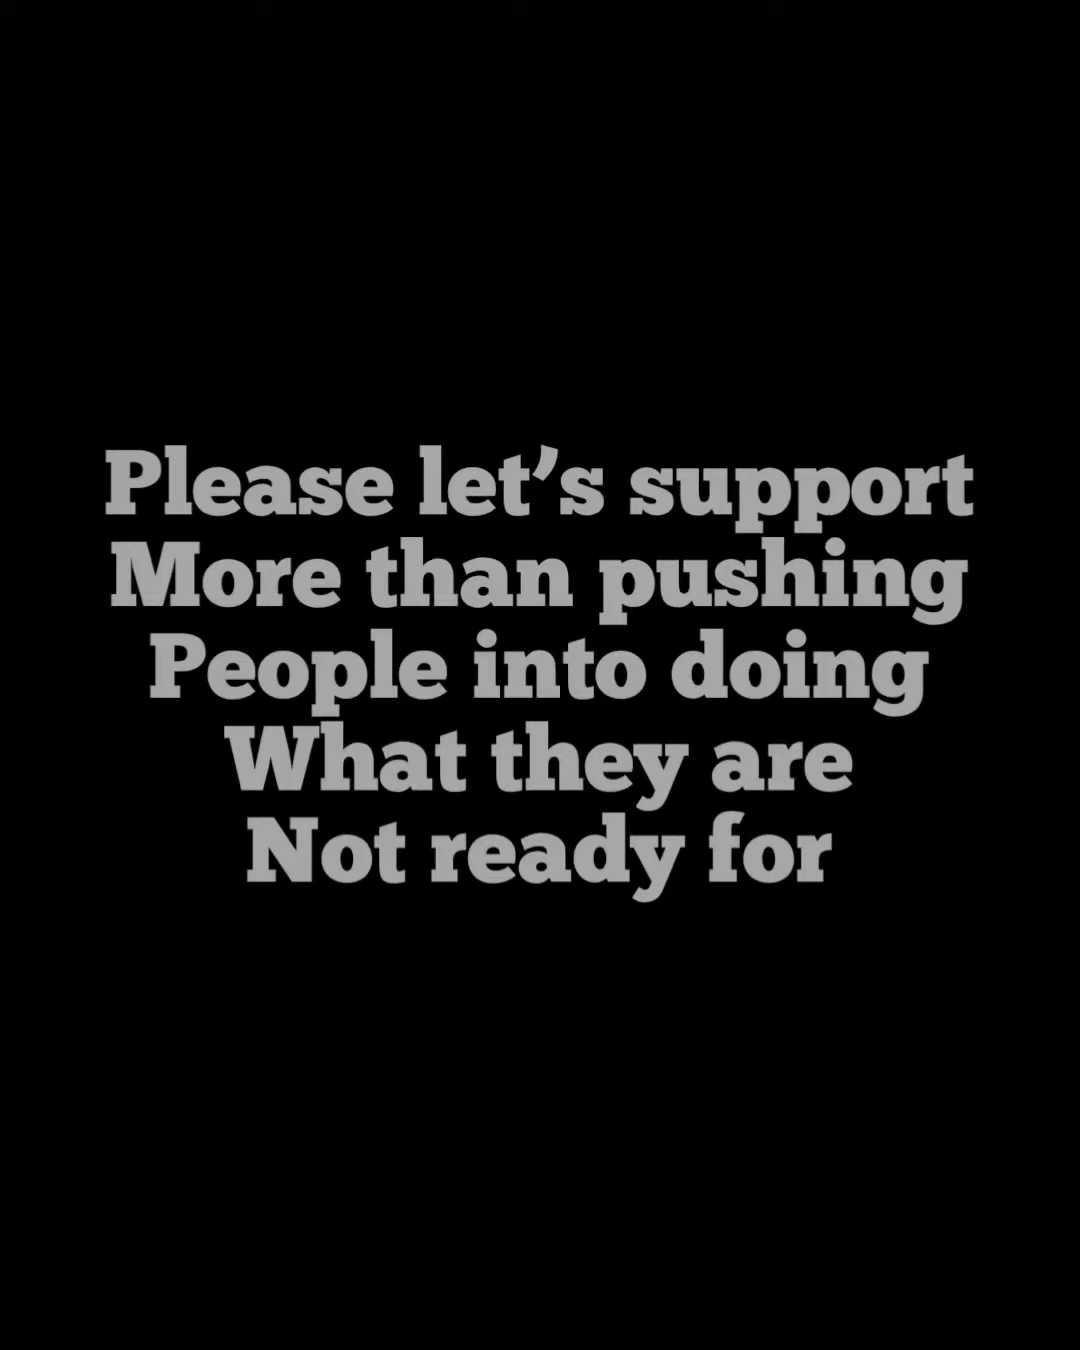 Please let’s support
More than pushing
People into doing
What they are
Not ready for